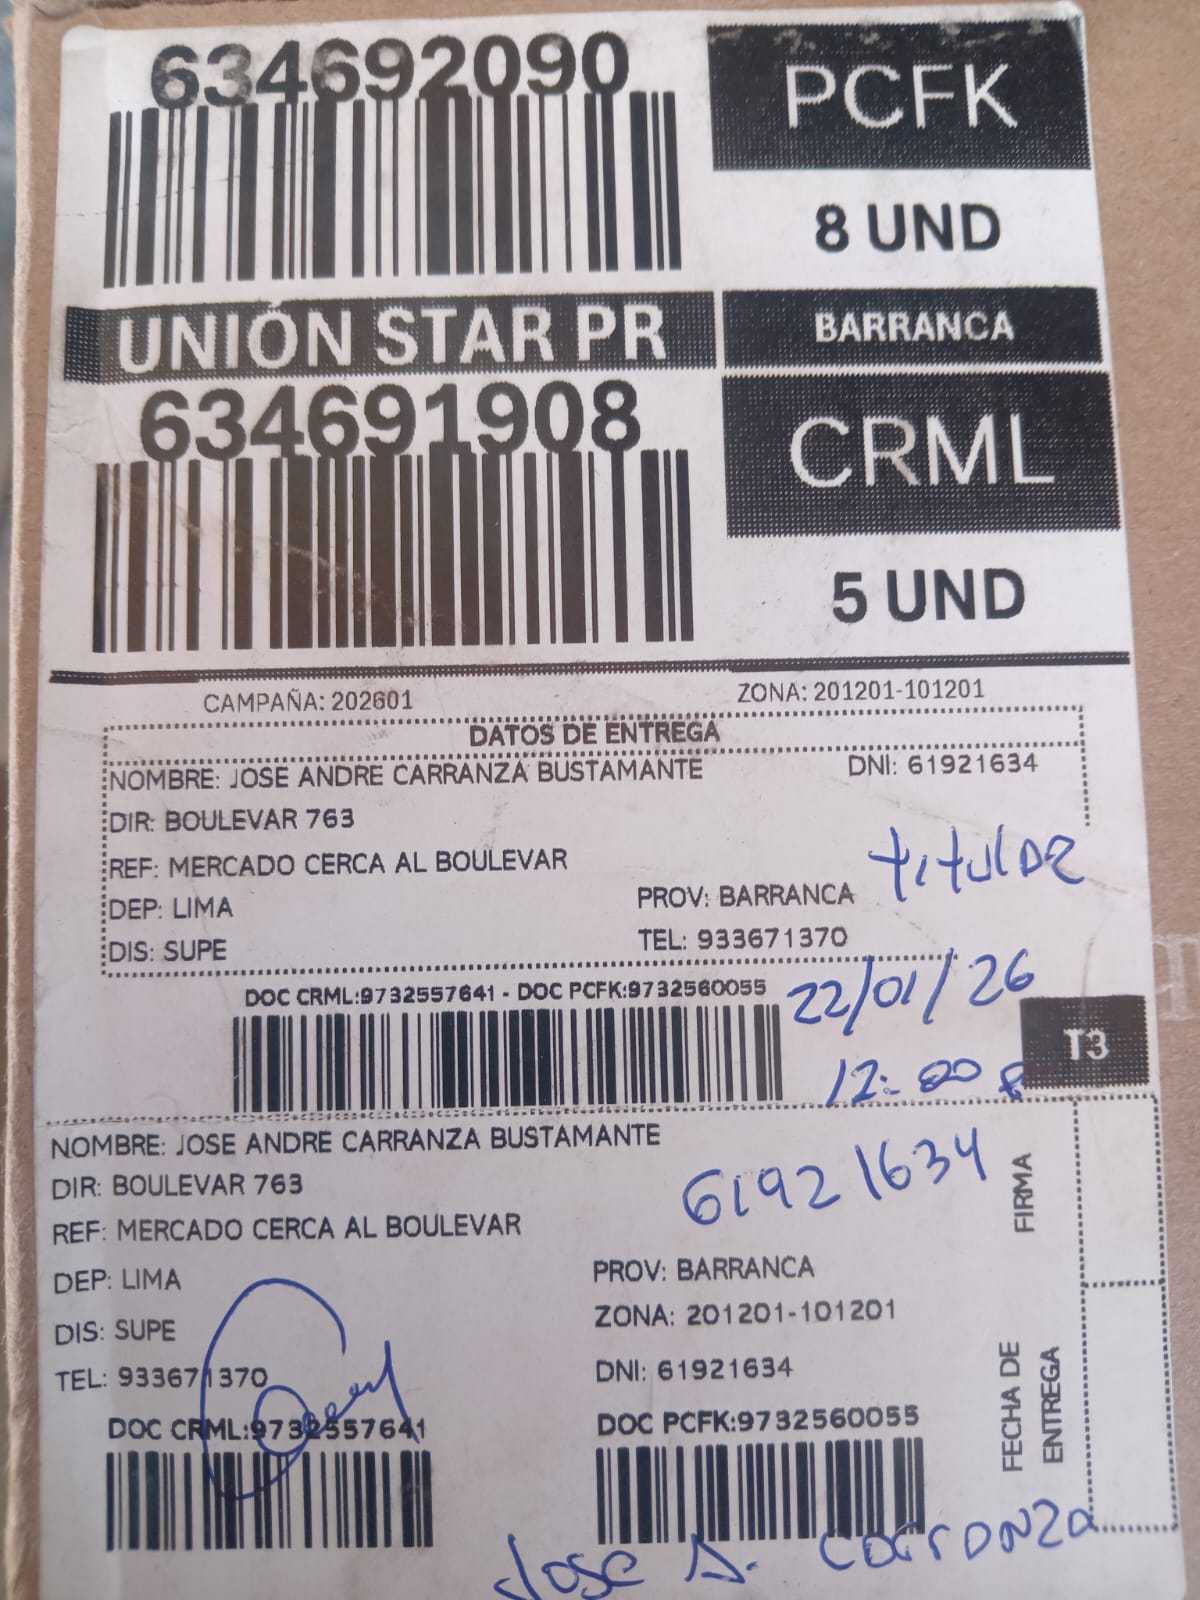 634692090
PCFK
8 UND
UNIÓN STAR PR
BARRANCA
634691908
CRML
5 UND
CAMPAÑA: 202601
ZONA: 201201-101201
DATOS DE ENTREGA
NOMBRE: JOSE ANDRE CARRANZA BUSTAMANTE DNI: 61921634
DIR: BOULEVAR 763
REF: MERCADO CERCA AL BOULEVAR
titular
DEP: LIMA
PROV: BARRANCA
DIS: SUPE
TEL: 933671370
DOC CRML:9732557641 - DOC PCFK:9732560055
22/01/26
T3
12:00 P
NOMBRE: JOSE ANDRE CARRANZA BUSTAMANTE
61921634
DIR: BOULEVAR 763
REF: MERCADO CERCA AL BOULEVAR
FIRMA
DEP: LIMA
PROV: BARRANCA
DIS: SUPE
ZONA: 201201-101201
TEL: 933671370
DNI: 61921634
DOC CRML:9732557641
DOC PCFK:9732560055
FECHA DE
ENTREGA
Jose A. Carranza